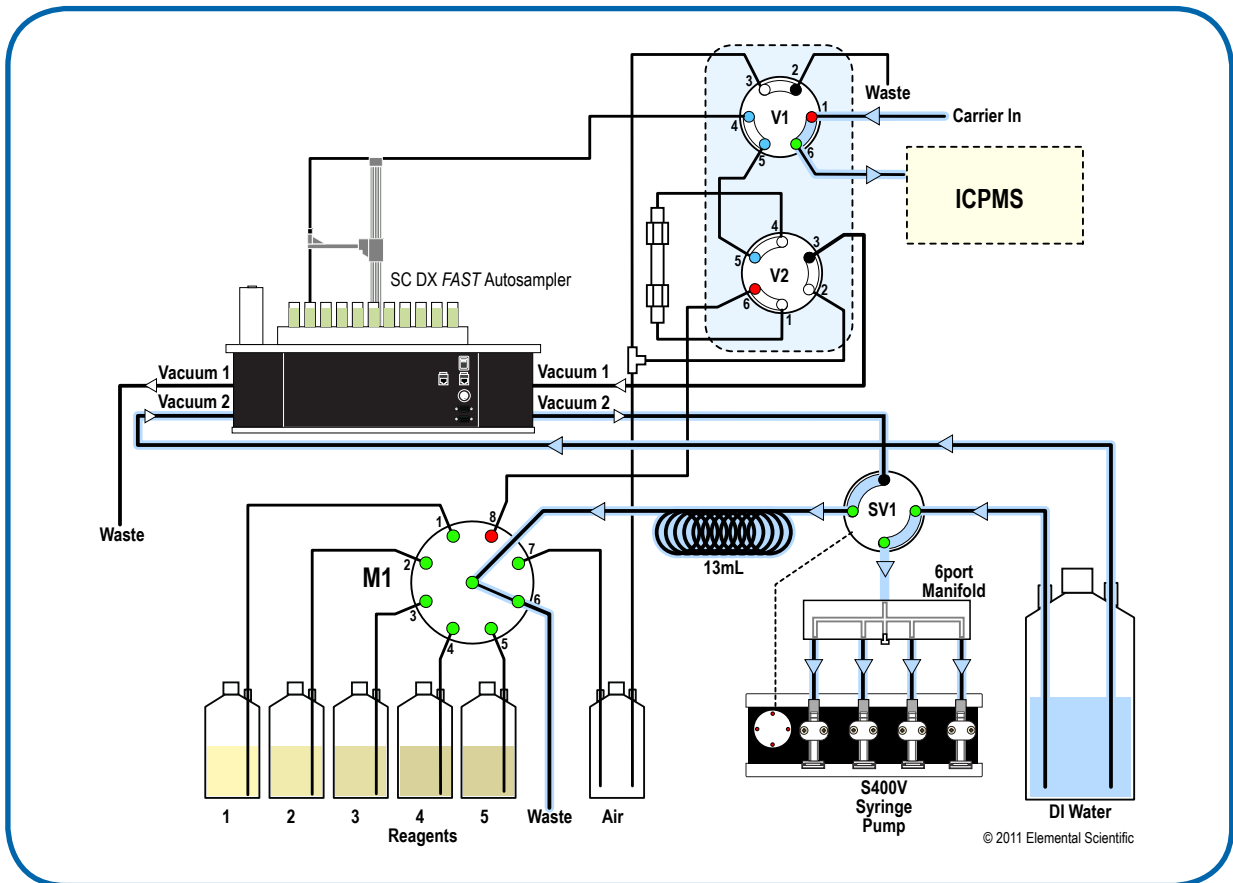 3
2
Waste
V1
1
Carrier In
4
5
6
ICPMS
4
3
5
V2
6
2
1
SC DX FAST Autosampler
Vacuum 1
Vacuum 1
Vacuum 2
Vacuum 2
Waste
SV1
13mL
6port
Manifold
M1
1
8
7
2
3
6
4
5
1
2
3
4
5
Waste
Air
Reagents
S400V
Syringe
Pump
DI Water
© 2011 Elemental Scientific